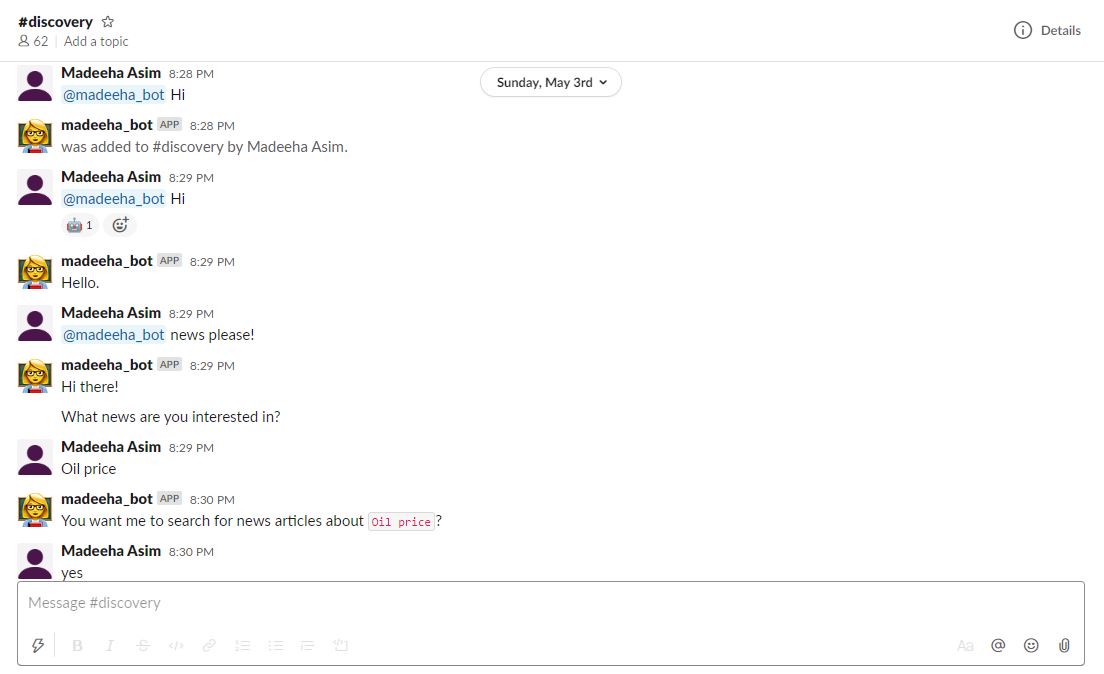 #discovery
62 | Add a topic
Details
Sunday, May 3rd
Madeeha Asim 8:28 PM
@madeeha_bot Hi
madeeha_bot APP 8:28 PM
was added to #discovery by Madeeha Asim.
Madeeha Asim 8:29 PM
@madeeha_bot Hi
1
madeeha_bot APP 8:29 PM
Hello.
Madeeha Asim 8:29 PM
@madeeha_bot news please!
madeeha_bot APP 8:29 PM
Hi there!
What news are you interested in?
Madeeha Asim 8:29 PM
Oil price
madeeha_bot APP 8:30 PM
You want me to search for news articles about Oil price?
Madeeha Asim 8:30 PM
yes
Message #discovery
B I S </> Aa @